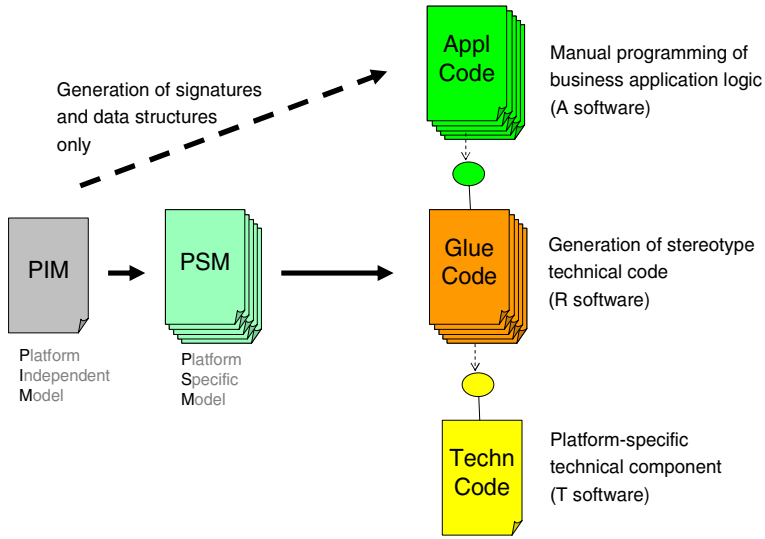 Appl
Code
Manual programming of
business application logic
(A software)
Generation of signatures
and data structures
only
PIM
PSM
Glue
Code
Generation of stereotype
technical code
(R software)
Platform
Independent
Model
Platform
Specific
Model
Techn
Code
Platform-specific
technical component
(T software)